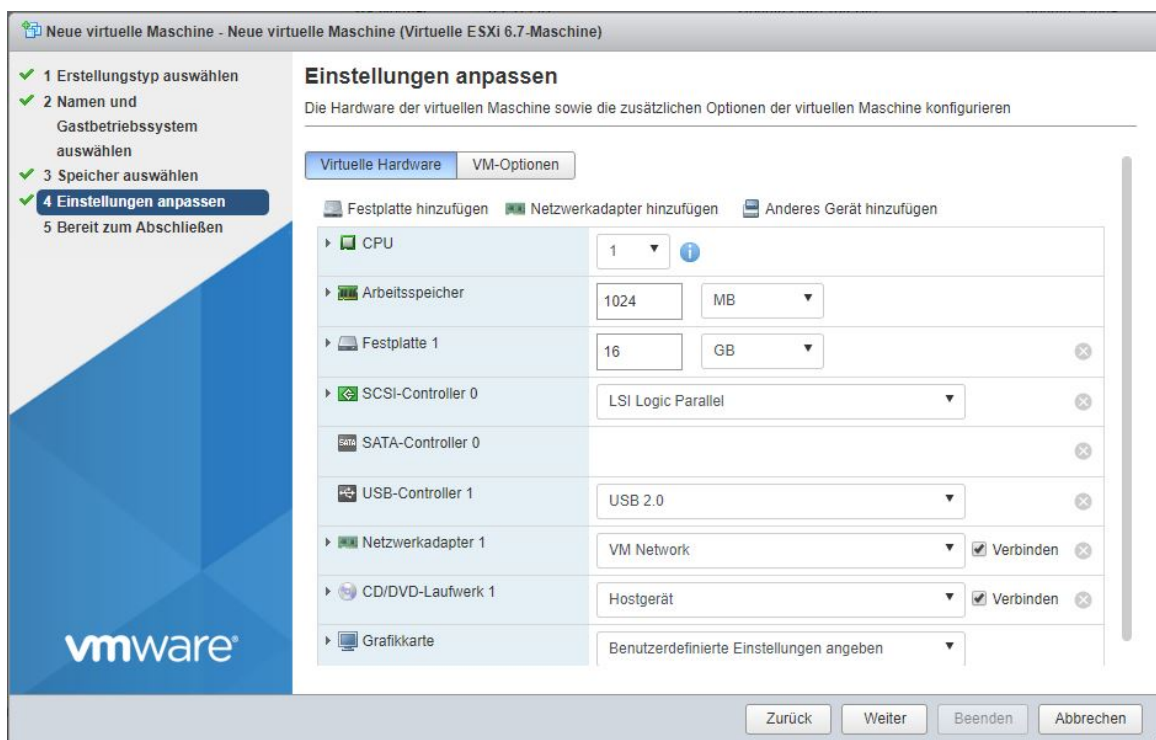 Neue virtuelle Maschine - Neue virtuelle Maschine (Virtuelle ESXi 6.7-Maschine)
1 Erstellungstyp auswählen
2 Namen und
Gastbetriebssystem
auswählen
3 Speicher auswählen
4 Einstellungen anpassen
5 Bereit zum Abschließen
vmware®
Einstellungen anpassen
Die Hardware der virtuellen Maschine sowie die zusätzlichen Optionen der virtuellen Maschine konfigurieren
Virtuelle Hardware VM-Optionen
Festplatte hinzufügen Netzwerkadapter hinzufügen Anderes Gerät hinzufügen
CPU 1
Arbeitsspeicher 1024 MB
Festplatte 1 16 GB
SCSI-Controller 0 LSI Logic Parallel
SATA SATA-Controller 0
USB-Controller 1 USB 2.0
Netzwerkadapter 1 VM Network Verbinden
CD/DVD-Laufwerk 1 Hostgerät Verbinden
Grafikkarte Benutzerdefinierte Einstellungen angeben
Zurück Weiter Beenden Abbrechen